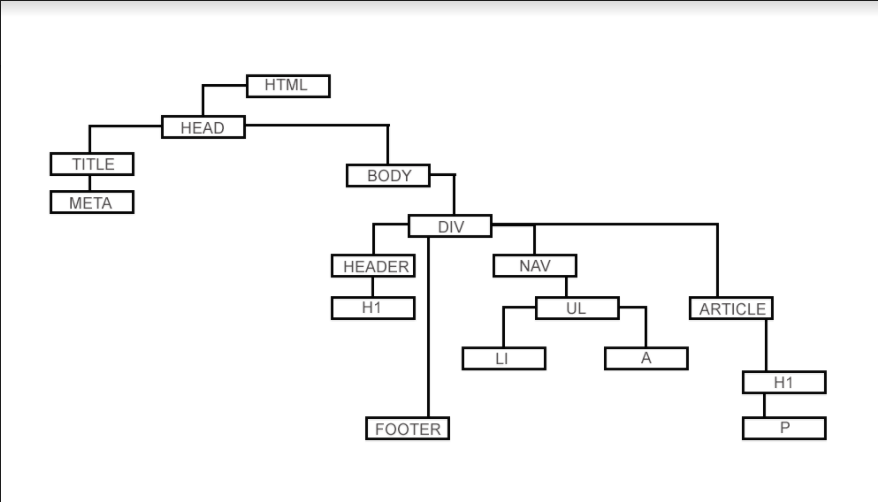 HTML
HEAD
TITLE
BODY
META
DIV
HEADER
NAV
H1
UL
ARTICLE
LI
A
H1
FOOTER
P